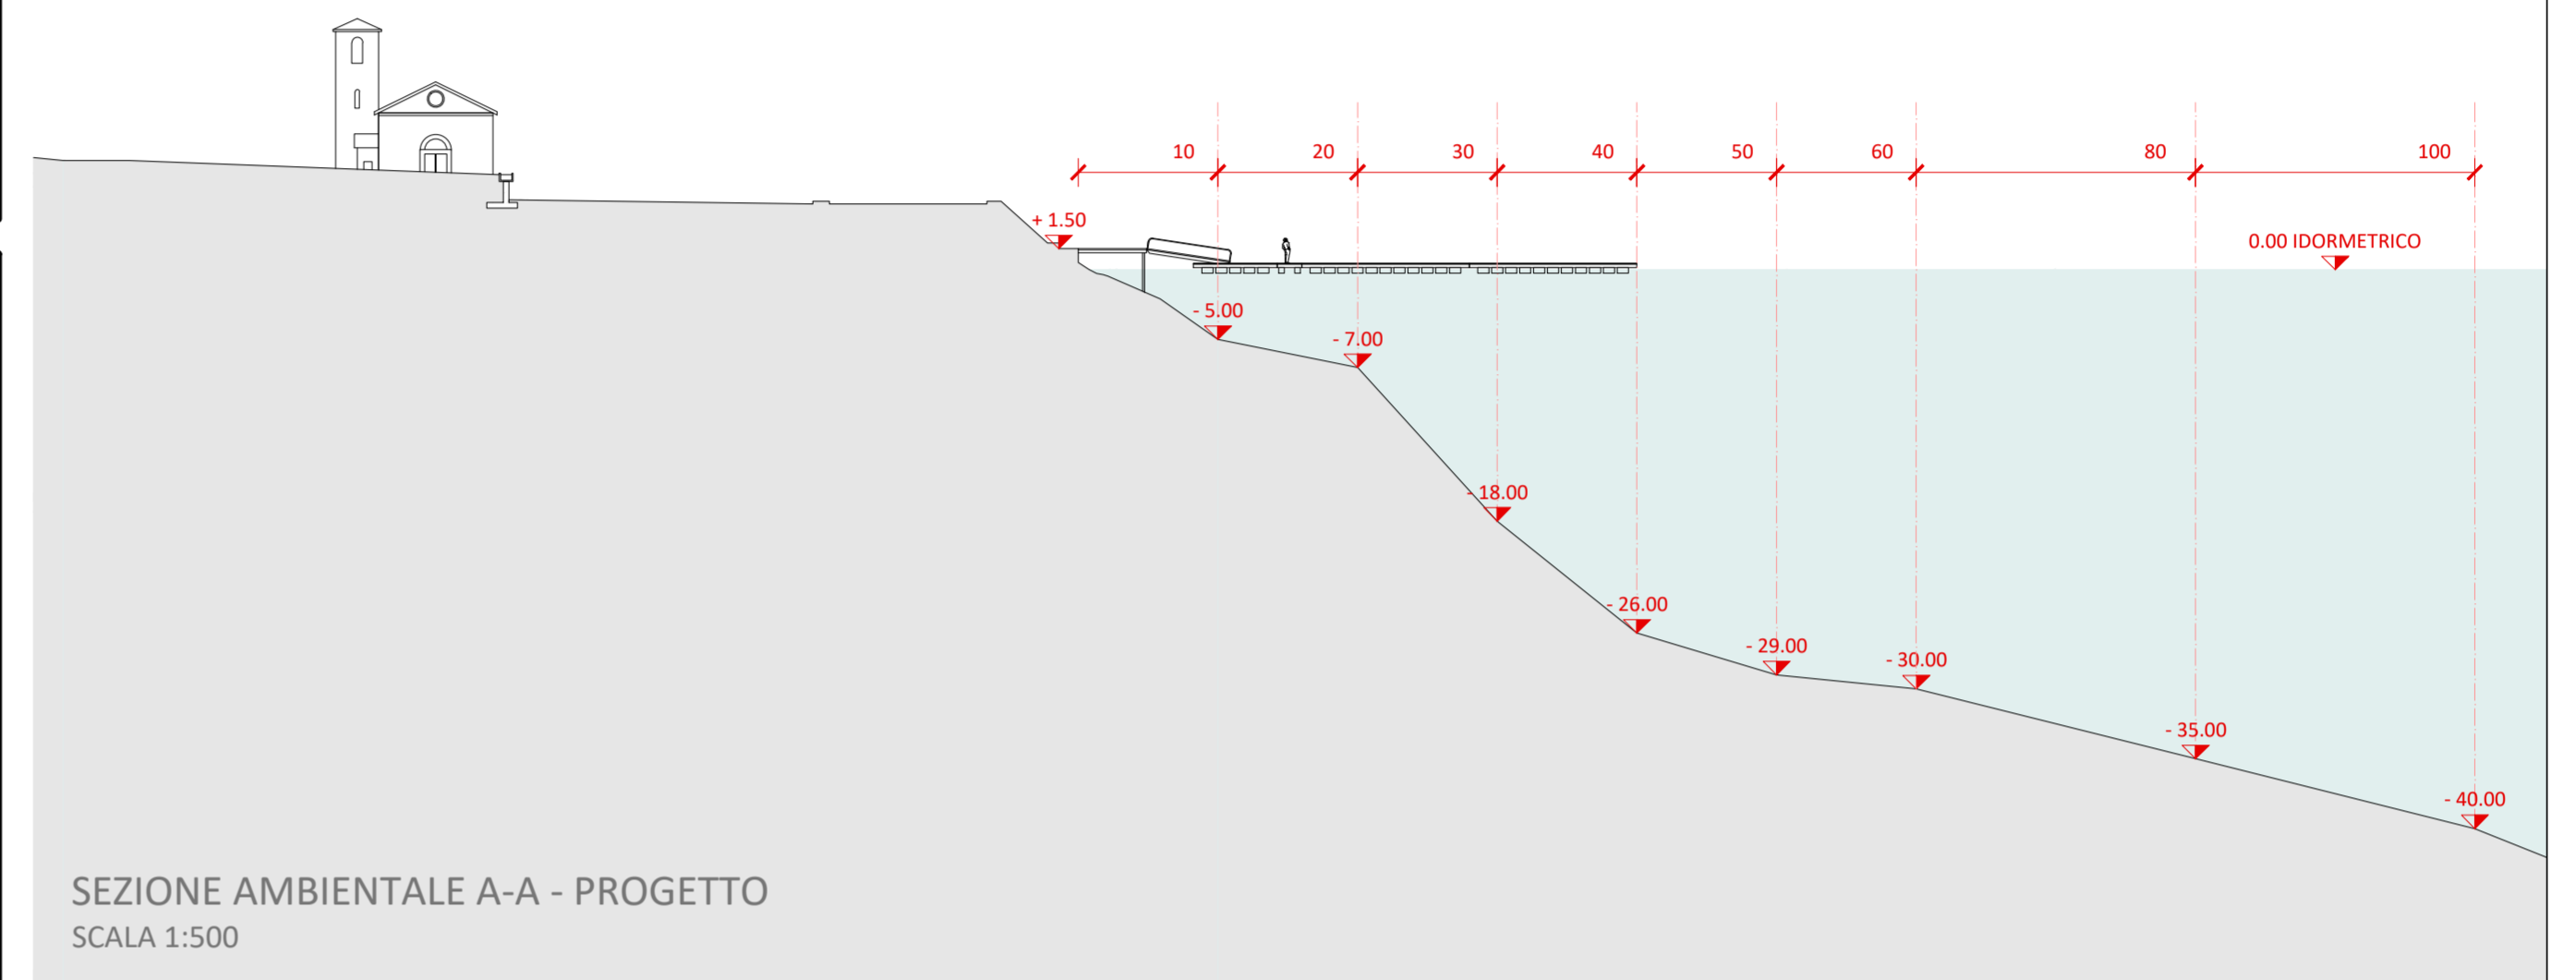 10 20 30 40 50 60 80 100
+ 1.50
0.00 IDORMETRICO
- 5.00
- 7.00
- 18.00
- 26.00
- 29.00
- 30.00
- 35.00
- 40.00
SEZIONE AMBIENTALE A-A - PROGETTO
SCALA 1:500